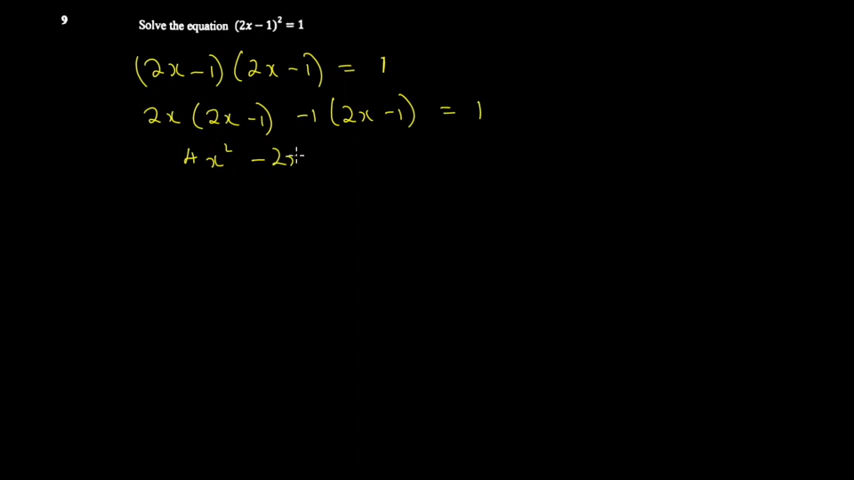 9 Solve the equation (2x − 1)² = 1
(2x − 1) (2x − 1) = 1
2x (2x − 1) − 1 (2x − 1) = 1
4x² − 2x